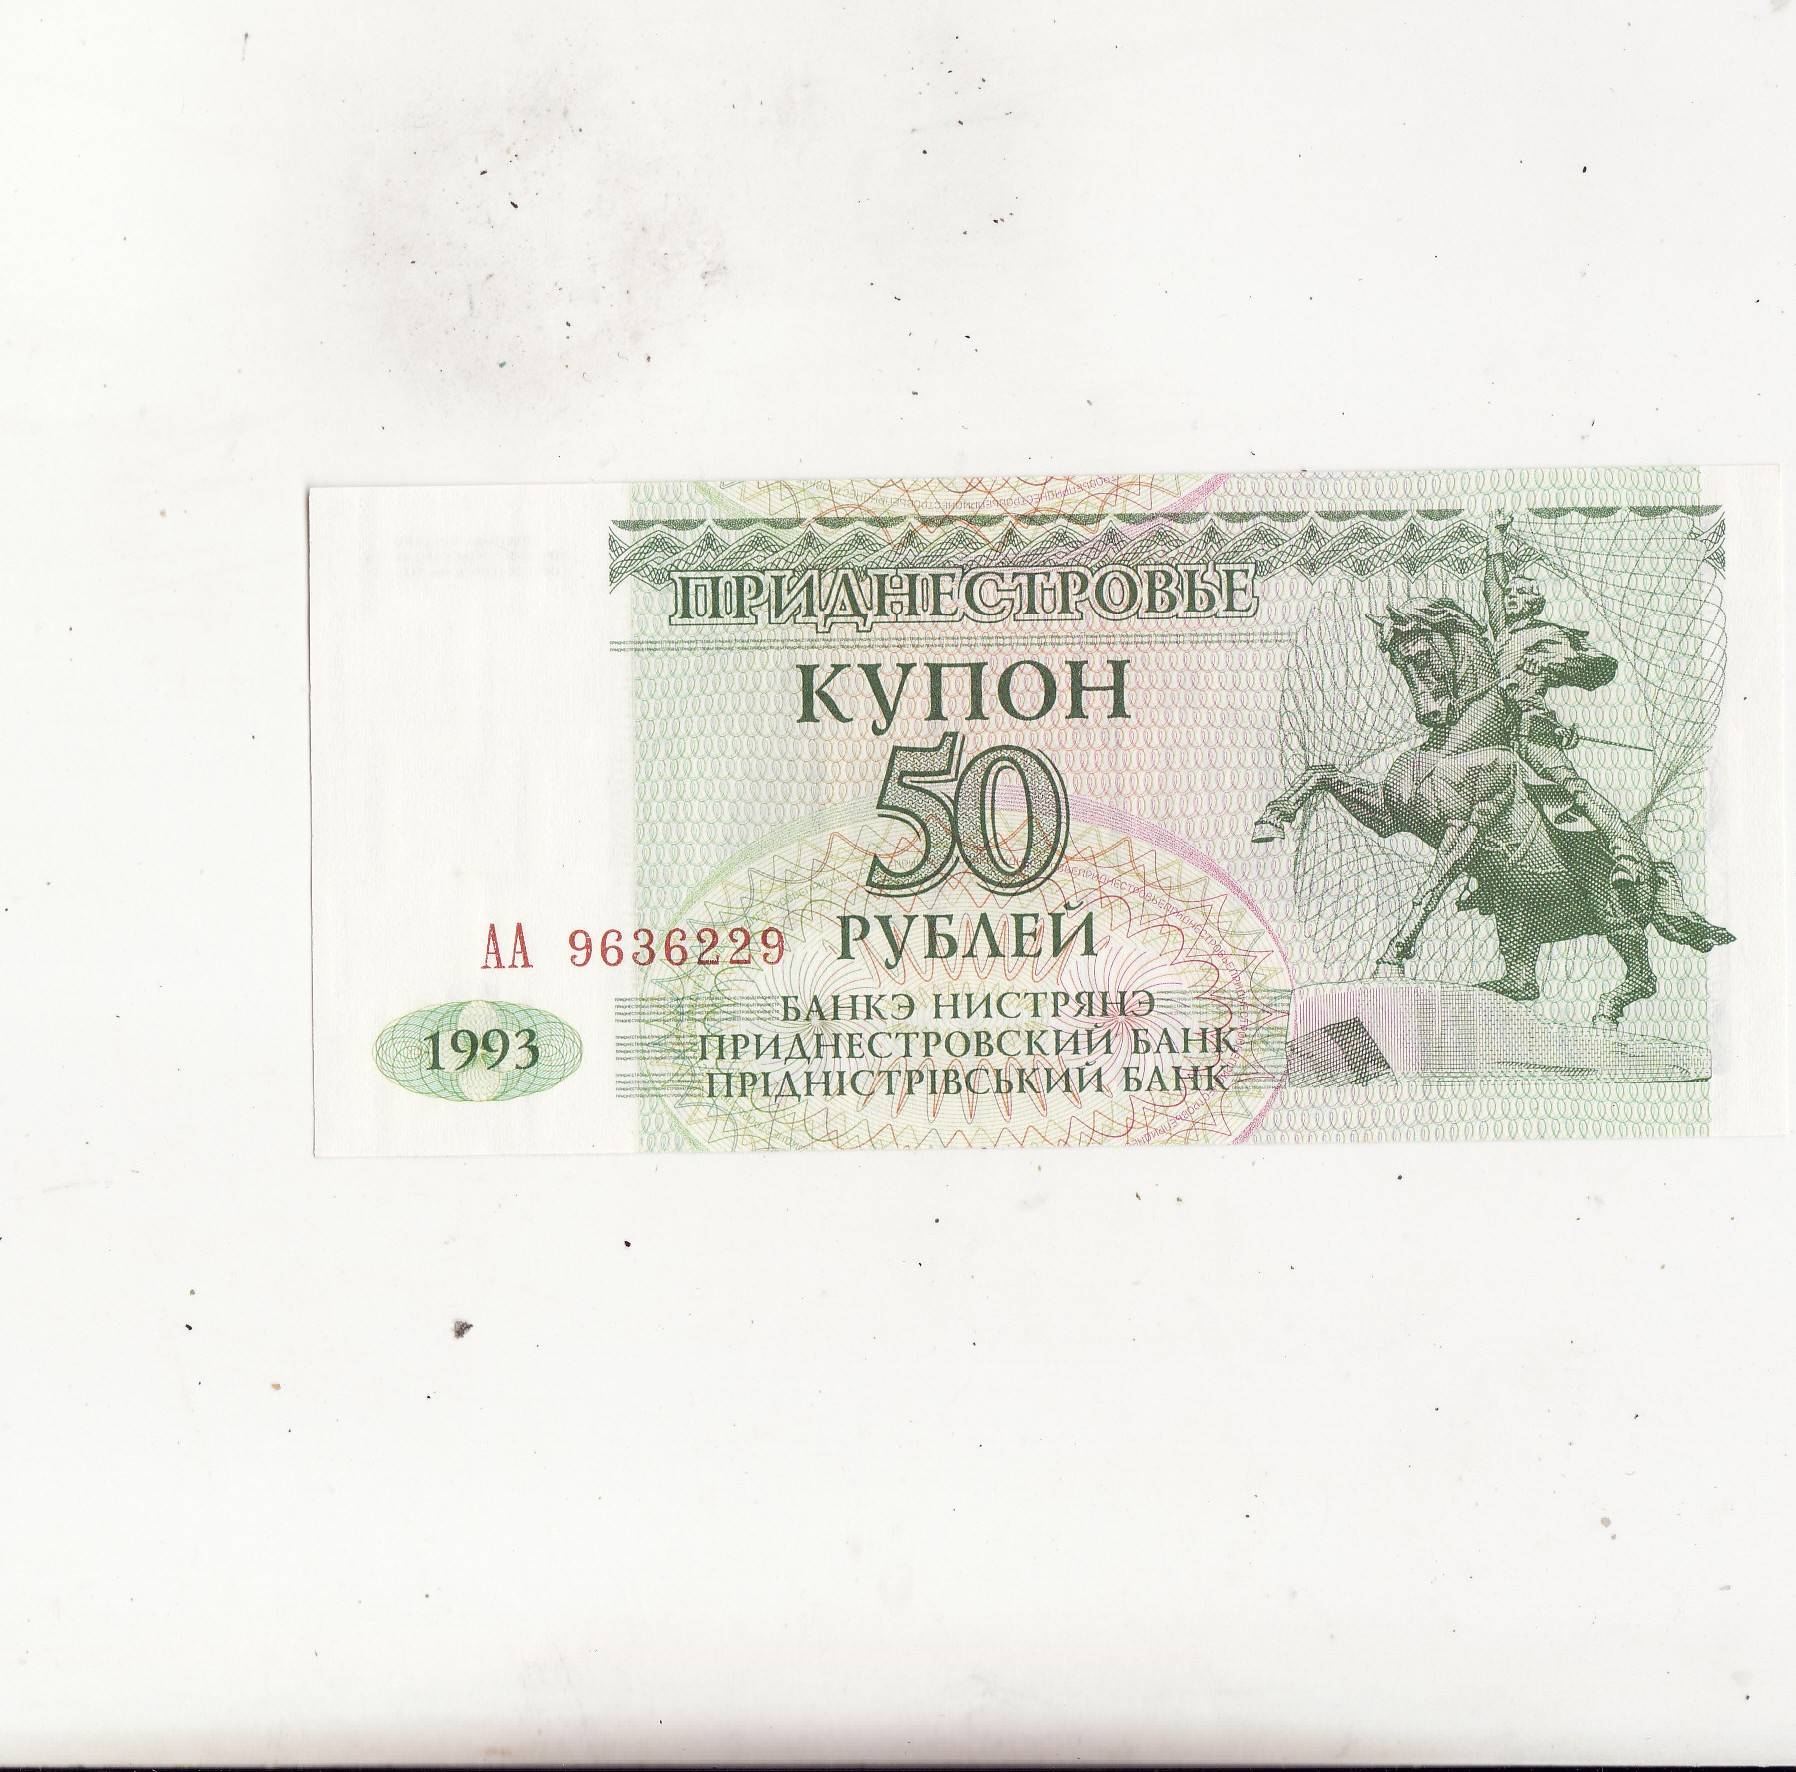 ПРИДНЕСТРОВЬЕ
КУПОН
50
РУБЛЕЙ
АА 9636229
1993
БАНКЭ НИСТРЯНЭ
ПРИДНЕСТРОВСКИЙ БАНК
ПРІДНІСТРІВСЬКИЙ БАНК